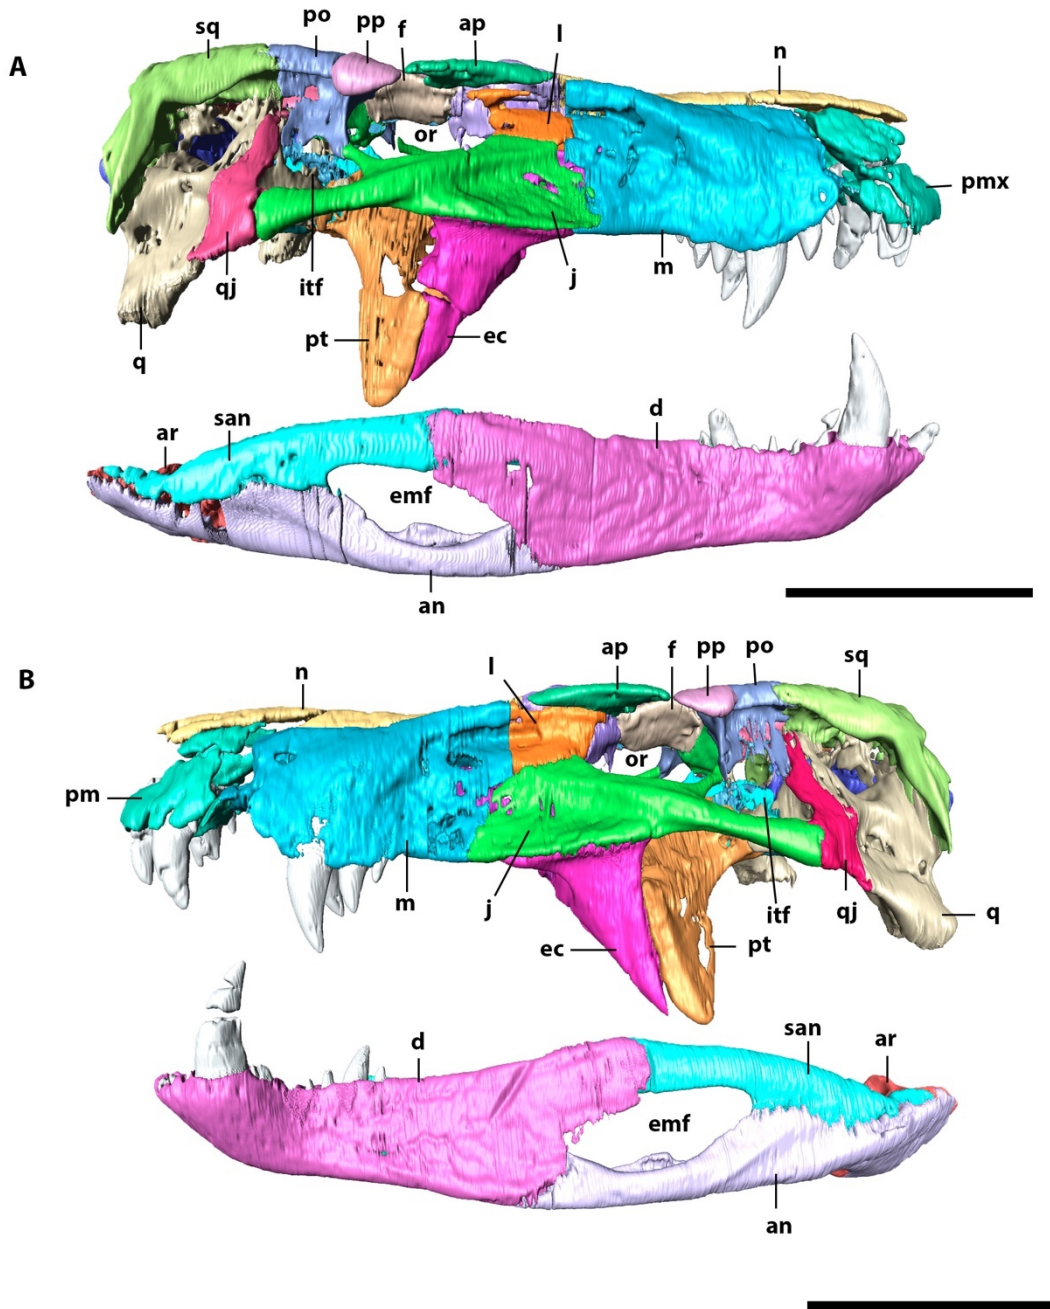 A
sq
po
pp
f
ap
l
n
or
pmx
q
qj
itf
pt
ec
j
m
ar
san
d
emf
an
B
n
l
ap
f
pp
po
sq
or
pm
m
j
ec
pt
itf
qj
q
d
san
ar
emf
an